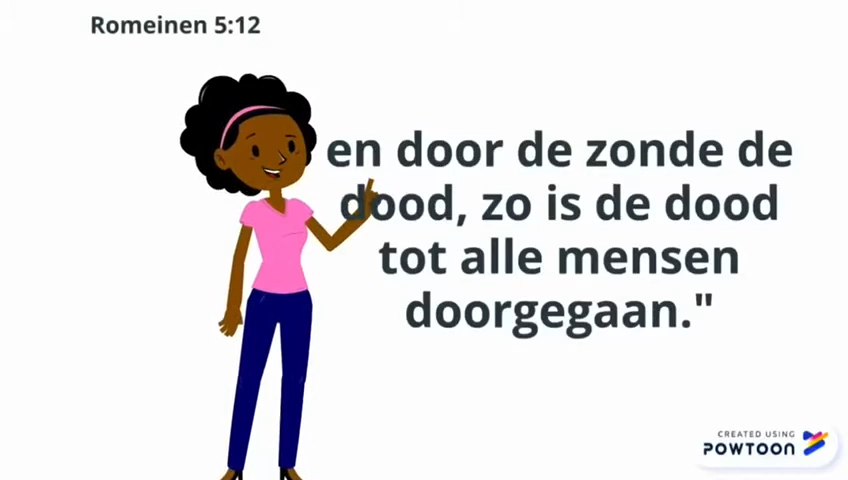 Romeinen 5:12
en door de zonde de
dood, zo is de dood
tot alle mensen
doorgegaan."
CREATED USING
POWTOON